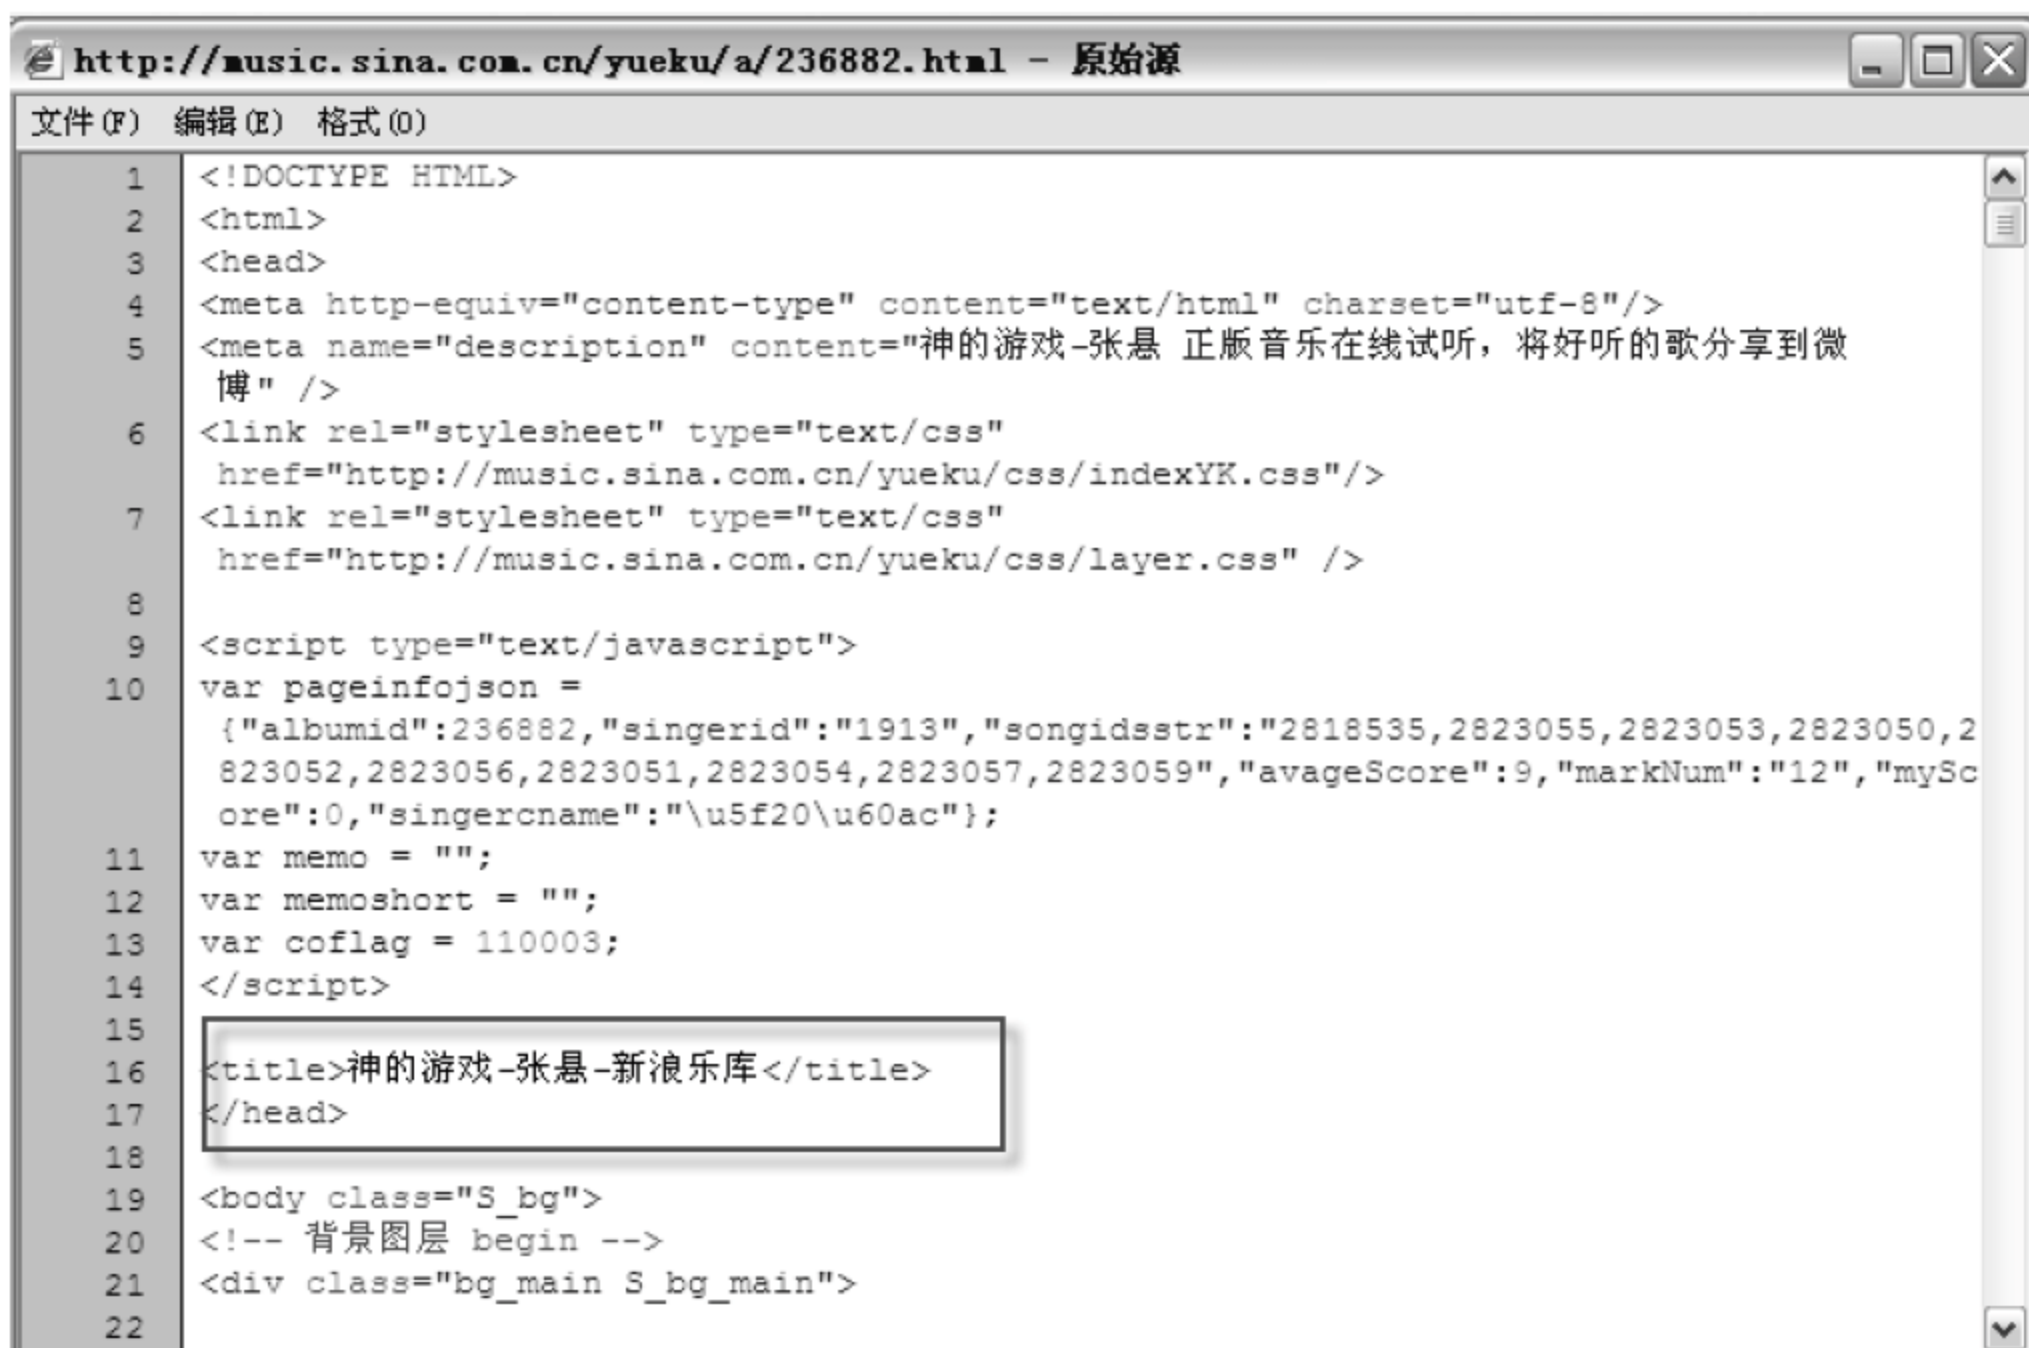 http://music.sina.com.cn/yueku/a/236882.html - 原始源
文件(F) 编辑(E) 格式(O)
1 <!DOCTYPE HTML>
2 <html>
3 <head>
4 <meta http-equiv="content-type" content="text/html" charset="utf-8"/>
5 <meta name="description" content="神的游戏-张悬 正版音乐在线试听，将好听的歌分享到微
博" />
6 <link rel="stylesheet" type="text/css"
href="http://music.sina.com.cn/yueku/css/indexYK.css"/>
7 <link rel="stylesheet" type="text/css"
href="http://music.sina.com.cn/yueku/css/layer.css" />
8
9 <script type="text/javascript">
10 var pageinfojson =
{"albumid":236882,"singerid":"1913","songidsstr":"2818535,2823055,2823053,2823050,2
823052,2823056,2823051,2823054,2823057,2823059","avageScore":9,"markNum":"12","mySc
ore":0,"singercname":"\u5f20\u60ac"};
11 var memo = "";
12 var memoshort = "";
13 var coflag = 110003;
14 </script>
15
16 <title>神的游戏-张悬-新浪乐库</title>
17 </head>
18
19 <body class="S_bg">
20 <!-- 背景图层 begin -->
21 <div class="bg_main S_bg_main">
22